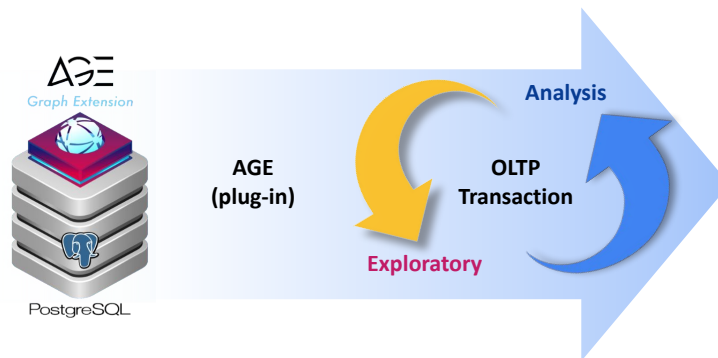 AGE
Graph Extension
PostgreSQL
AGE
(plug-in)
Analysis
OLTP
Transaction
Exploratory